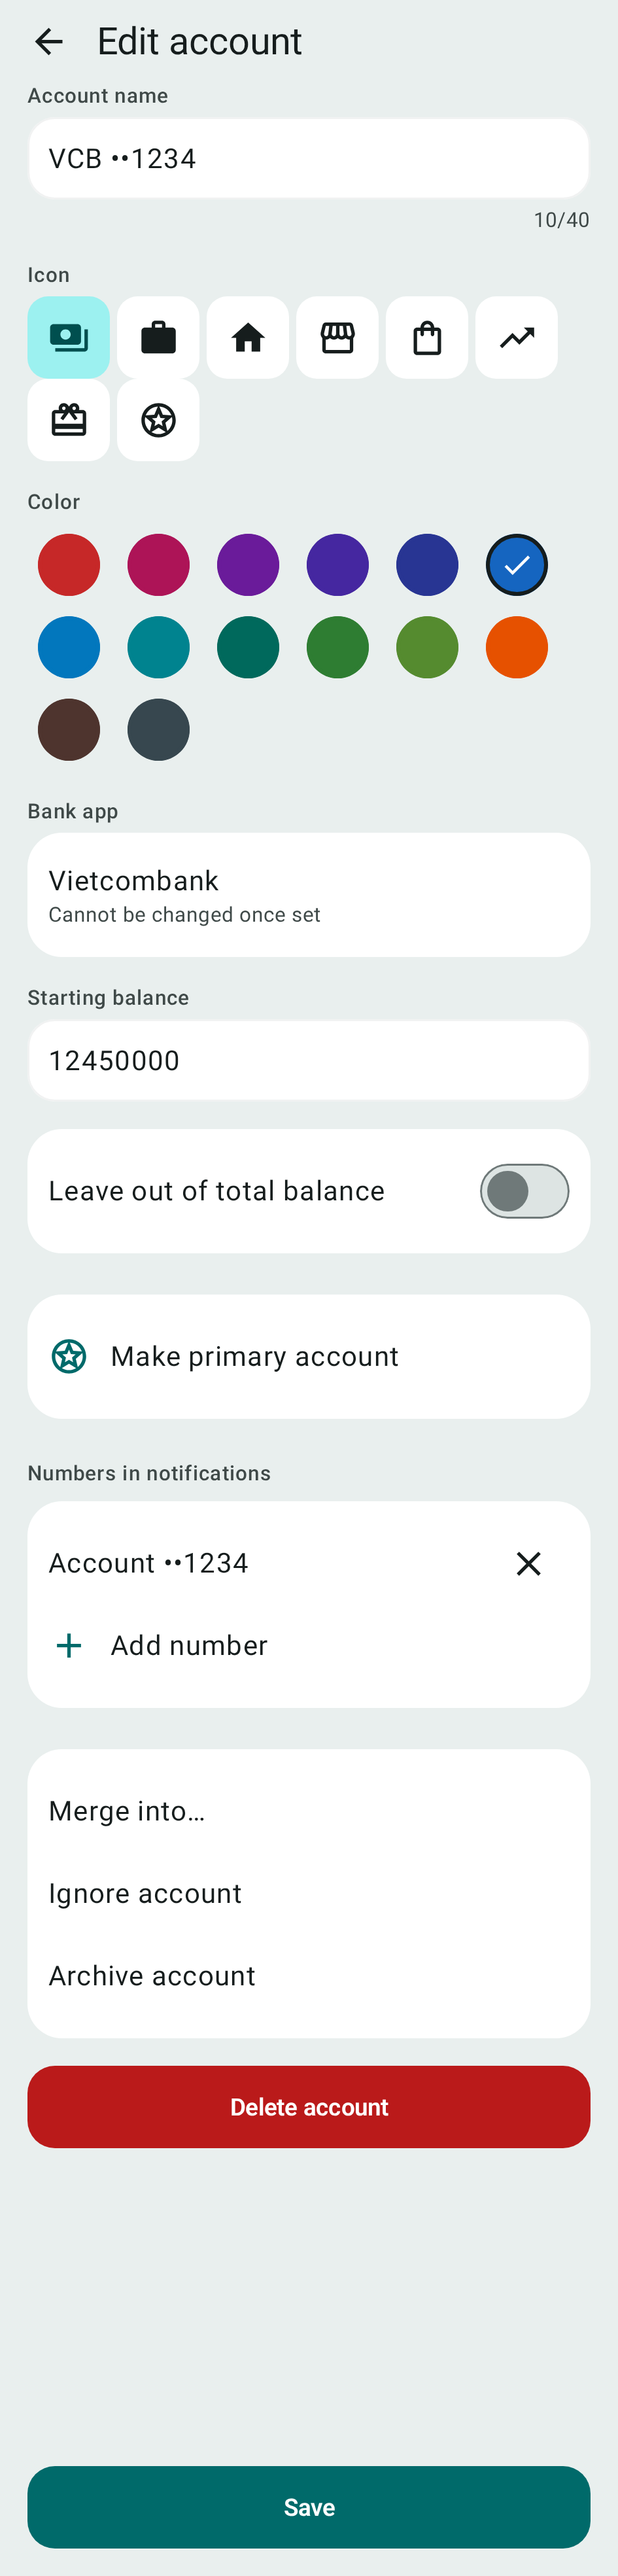 Edit account
Account name
VCB ••1234
10/40
Icon
Color
Bank app
Vietcombank
Cannot be changed once set
Starting balance
12450000
Leave out of total balance
Make primary account
Numbers in notifications
Account ••1234
Add number
Merge into…
Ignore account
Archive account
Delete account
Save